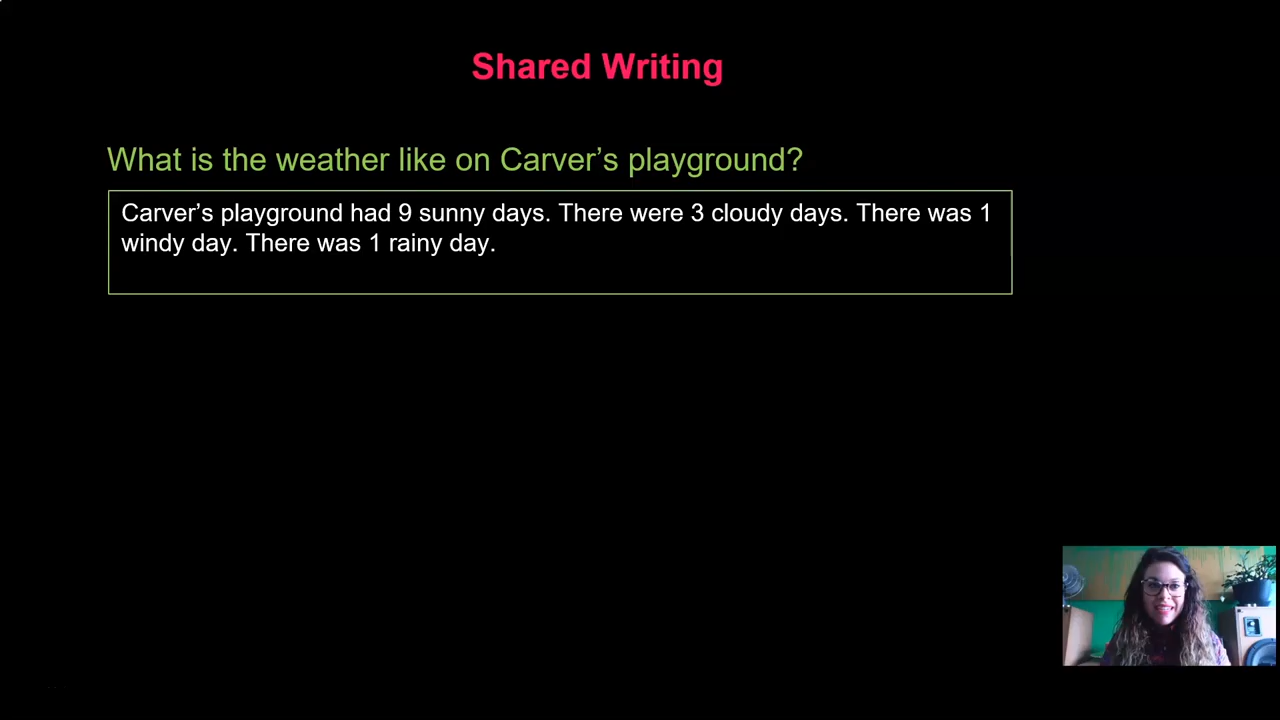 Shared Writing
What is the weather like on Carver’s playground?
Carver’s playground had 9 sunny days. There were 3 cloudy days. There was 1
windy day. There was 1 rainy day.